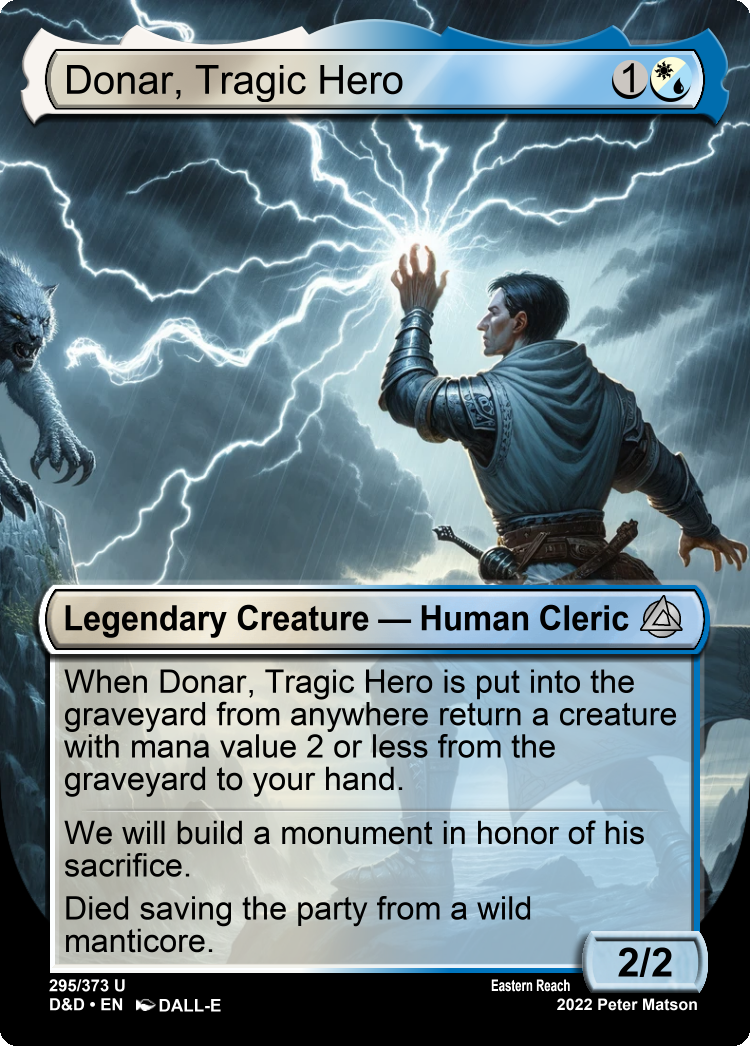 Donar, Tragic Hero 1
Legendary Creature — Human Cleric
When Donar, Tragic Hero is put into the
graveyard from anywhere return a creature
with mana value 2 or less from the
graveyard to your hand.
We will build a monument in honor of his
sacrifice.
Died saving the party from a wild
manticore.
2/2
295/373 U
D&D • EN DALL-E
Eastern Reach
2022 Peter Matson